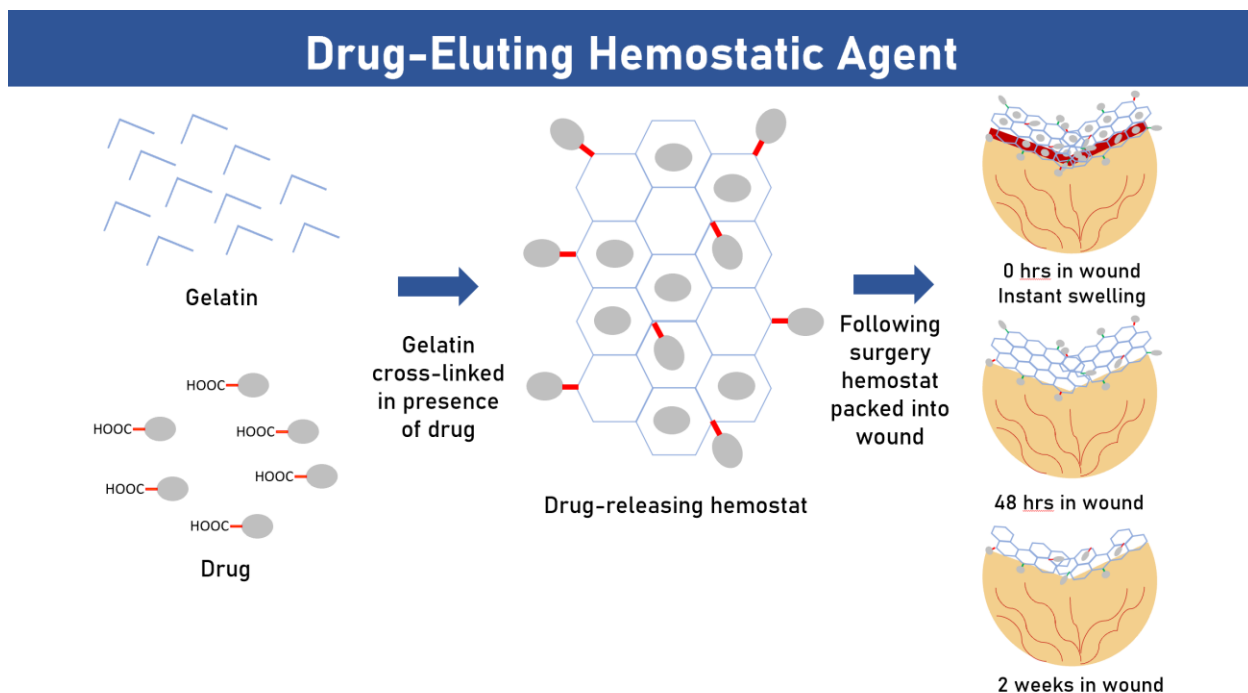 Drug-Eluting Hemostatic Agent
Gelatin
HOOC
HOOC
HOOC
HOOC
HOOC
HOOC
Drug
Gelatin
cross-linked
in presence
of drug
Drug-releasing hemostat
Following
surgery
hemostat
packed into
wound
0 hrs in wound
Instant swelling
48 hrs in wound
2 weeks in wound